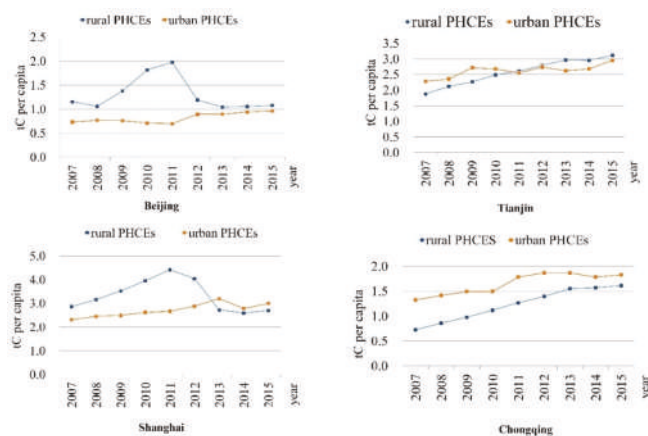 rural PHCEs urban PHCEs
tC per capita
2.5
2.0
1.5
1.0
0.5
0.0
2007 2008 2009 2010 2011 2012 2013 2014 2015 year
Beijing
rural PHCEs urban PHCEs
tC per capita
3.5
3.0
2.5
2.0
1.5
1.0
0.5
0.0
2007 2008 2009 2010 2011 2012 2013 2014 2015 year
Tianjin
rural PHCEs urban PHCEs
tC per capita
5.0
4.0
3.0
2.0
1.0
0.0
2007 2008 2009 2010 2011 2012 2013 2014 2015 year
Shanghai
rural PHCES urban PHCEs
tC per capita
2.0
1.5
1.0
0.5
0.0
2007 2008 2009 2010 2011 2012 2013 2014 2015 year
Chongqing